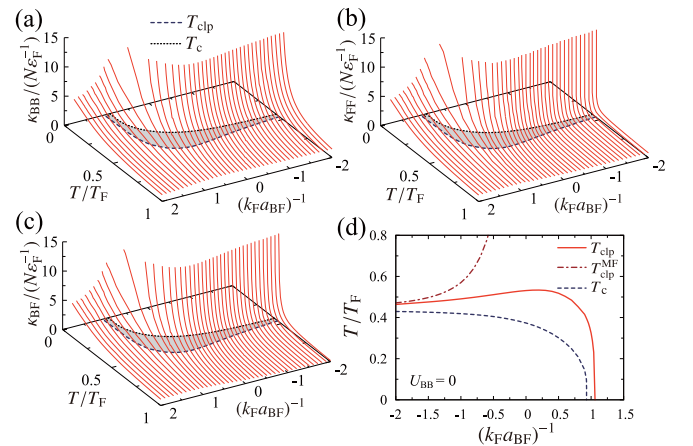 (a)
T_clp
T_c
κ_BB/(Nε_F^-1)
15
10
5
0
0
0.5
1
T/T_F
2
1
0
-1
-2
(k_F a_BF)^-1
(b)
κ_FF/(Nε_F^-1)
15
10
5
0
0
0.5
1
T/T_F
2
1
0
-1
-2
(k_F a_BF)^-1
(c)
κ_BF/(Nε_F^-1)
15
10
5
0
0
0.5
1
T/T_F
2
1
0
-1
-2
(k_F a_BF)^-1
(d)
T/T_F
0.8
0.6
0.4
0.2
0
T_clp
T_clp^MF
T_c
U_BB = 0
-2 -1.5 -1 -0.5 0 0.5 1 1.5
(k_F a_BF)^-1